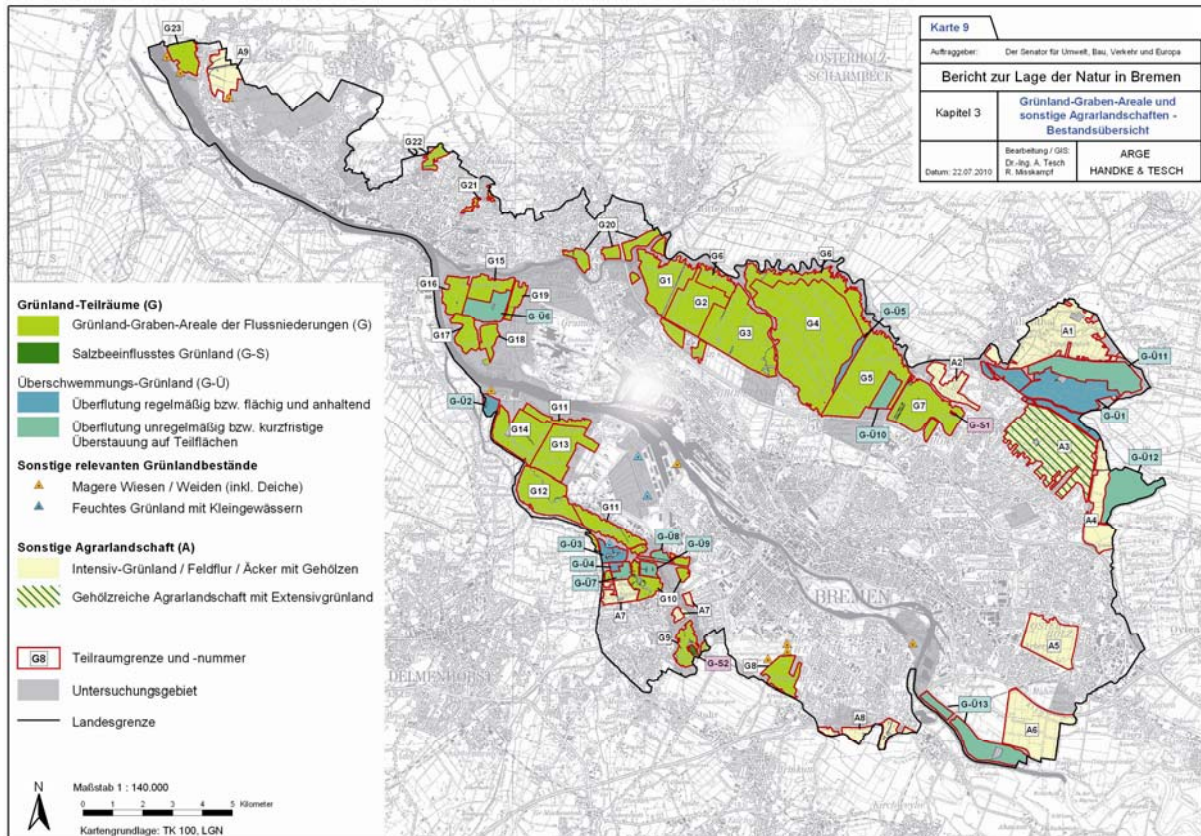 Karte 9
Auftraggeber: Der Senator für Umwelt, Bau, Verkehr und Europa
Bericht zur Lage der Natur in Bremen
Kapitel 3
Grünland-Graben-Areale und
sonstige Agrarlandschaften -
Bestandsübersicht
Datum: 22.07.2010
Bearbeitung / GIS:
Dr.-Ing. A. Tesch
R. Misskampf
ARGE
HANDKE & TESCH
G23
A9
OSTERHOLZ
SCHARMBECK
G22
G21
G20
G6
G6
G15
G16
G1
G2
G19
G-Ü6
G3
G4
G-Ü5
G17
G18
A1
A2
G-Ü11
G5
G-Ü2
G11
G7
G-Ü1
G14
G13
G-S1
G-Ü10
A3
G-Ü12
G12
A4
G11
G-Ü3
G-Ü8
G-Ü9
G-Ü4
G-Ü7
G10
BREMEN
A7
A7
G9
A5
DELMENHORST
G-S2
G8
G-Ü13
A8
A6
Grünland-Teilräume (G)
Grünland-Graben-Areale der Flussniederungen (G)
Salzbeeinflusstes Grünland (G-S)
Überschwemmungs-Grünland (G-Ü)
Überflutung regelmäßig bzw. flächig und anhaltend
Überflutung unregelmäßig bzw. kurzfristige
Überstauung auf Teilflächen
Sonstige relevanten Grünlandbestände
Magere Wiesen / Weiden (inkl. Deiche)
Feuchtes Grünland mit Kleingewässern
Sonstige Agrarlandschaft (A)
Intensiv-Grünland / Feldflur / Äcker mit Gehölzen
Gehölzreiche Agrarlandschaft mit Extensivgrünland
G8 Teilraumgrenze und -nummer
Untersuchungsgebiet
Landesgrenze
N
Maßstab 1 : 140.000
0 1 2 3 4 5 Kilometer
Kartengrundlage: TK 100, LGN